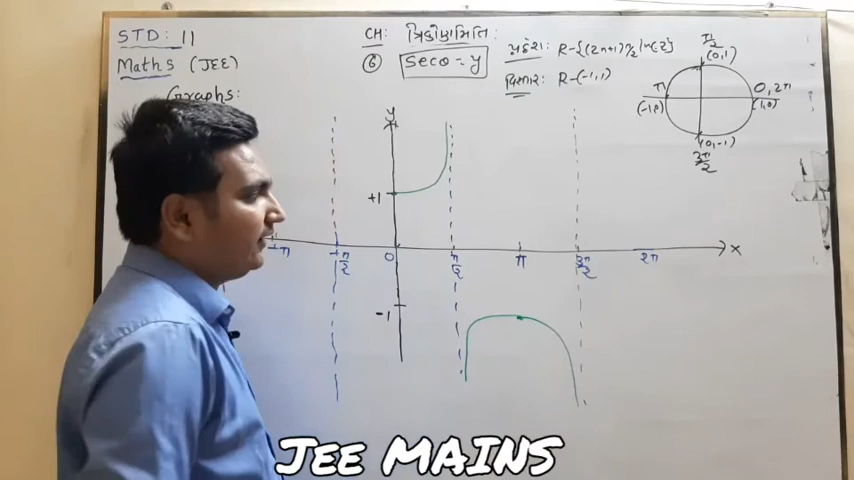 STD: 11
Maths (JEE)
Graphs:
CH: ત્રિકોણમિતિ:
⑥ secθ = y
પ્રદેશ: R-{(2n+1)π/2 |n∈Z}
વિસ્તાર: R-(-1,1)
π/2
(0,1)
π
(-1,0)
0, 2π
(1,0)
(0,-1)
3π/2
y
+1
-π
-π/2
0
π/2
π
3π/2
2π
x
-1
JEE MAINS